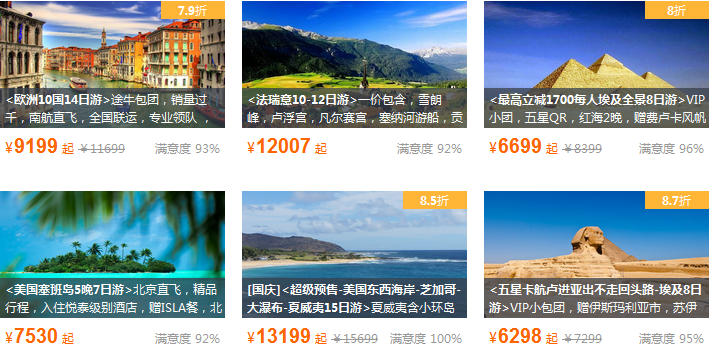 7.9折
<欧洲10国14日游>途牛包团，销量过
千，南航直飞，全国联运，专业领队，
¥9199 起 ¥11699 满意度 93%
<法瑞意10-12日游>一价包含，雪朗
峰，卢浮宫，凡尔赛宫，塞纳河游船，贡
¥12007 起 满意度 92%
8折
<最高立减1700每人埃及全景8日游>VIP
小团，五星QR，红海2晚，赠费卢卡风帆
¥6699 起 ¥8399 满意度 96%
<美国塞班岛5晚7日游>北京直飞，精品
行程，入住悦泰级别酒店，赠ISLA餐，北
¥7530 起 满意度 92%
8.5折
[国庆]<超级预售-美国东西海岸-芝加哥-
大瀑布-夏威夷15日游>夏威夷含小环岛
¥13199 起 ¥15699 满意度 100%
8.7折
<五星卡航卢进亚出不走回头路-埃及8日
游>VIP小包团，赠伊斯玛利亚市，苏伊
¥6298 起 ¥7299 满意度 95%